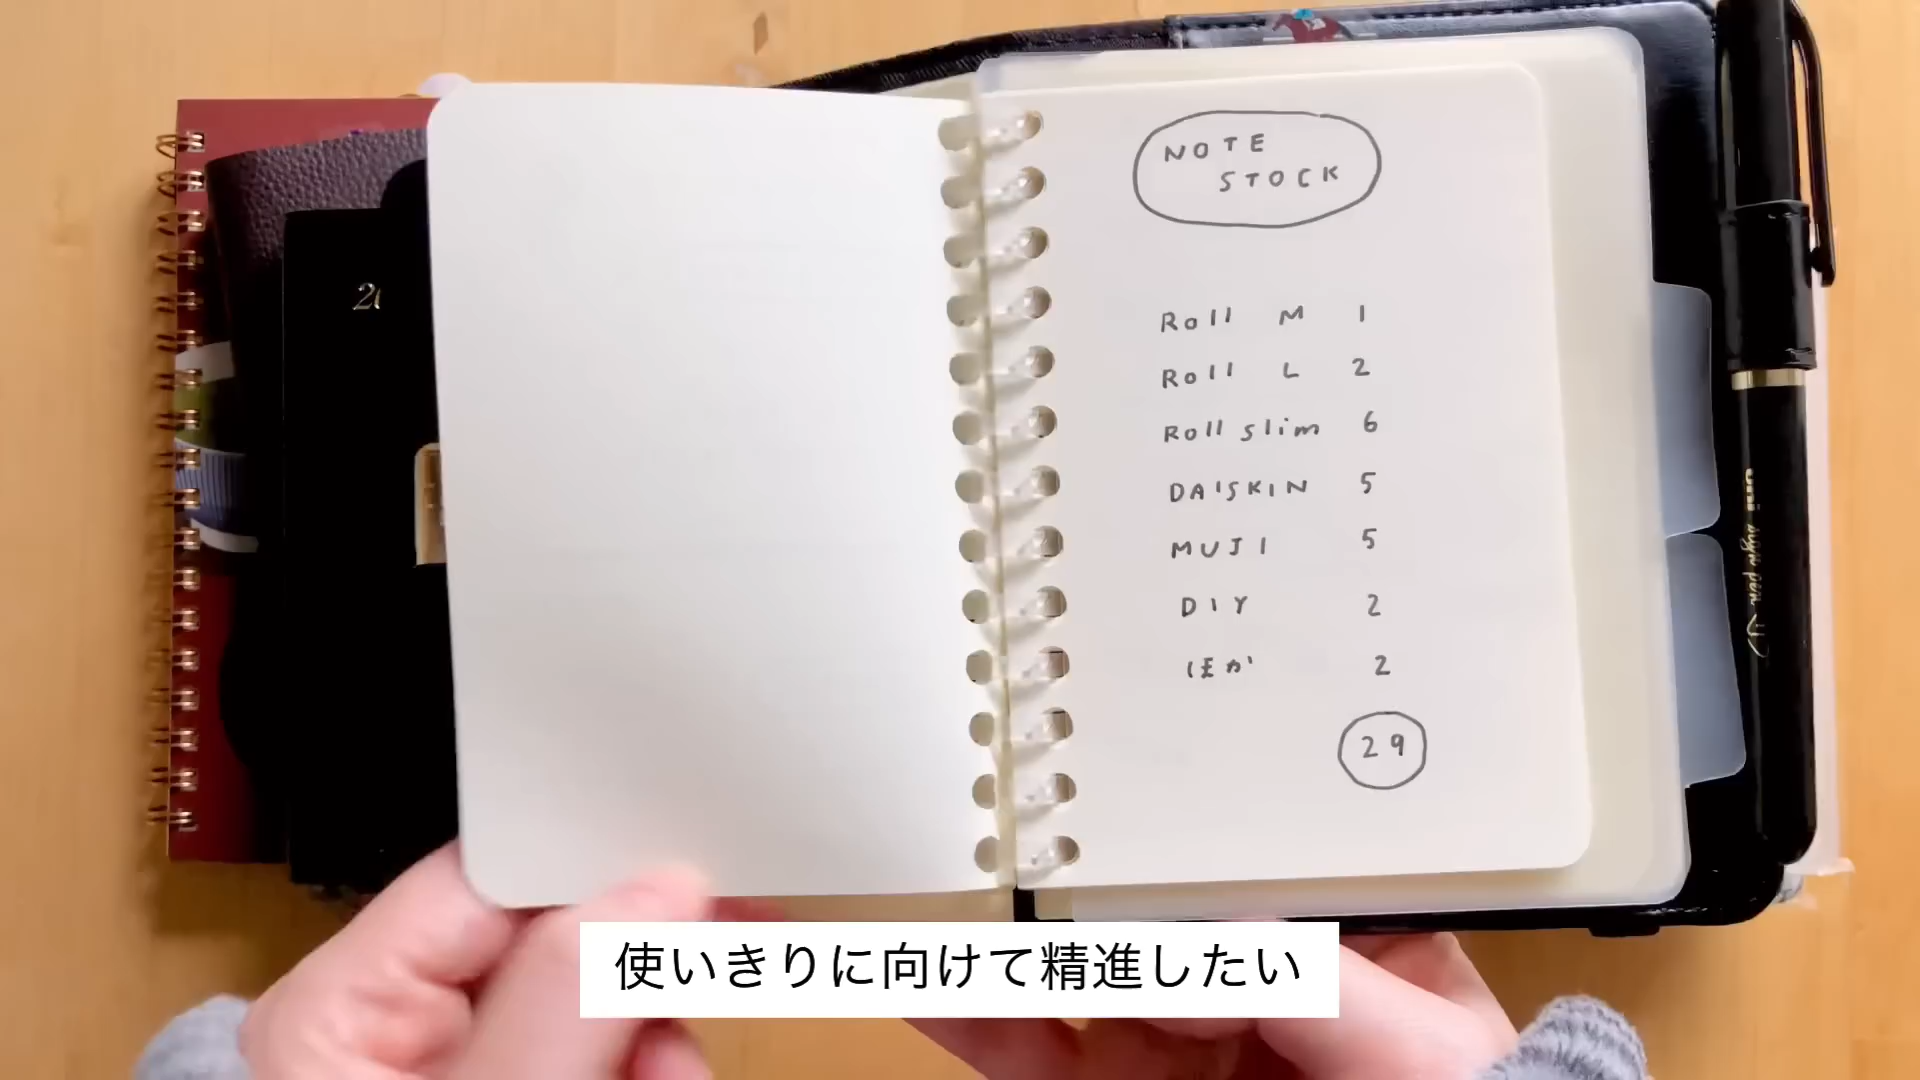 NOTE
STOCK
Roll M 1
Roll L 2
Roll slim 6
DAISKIN 5
MUJI 5
DIY 2
ほか 2
29
使いきりに向けて精進したい